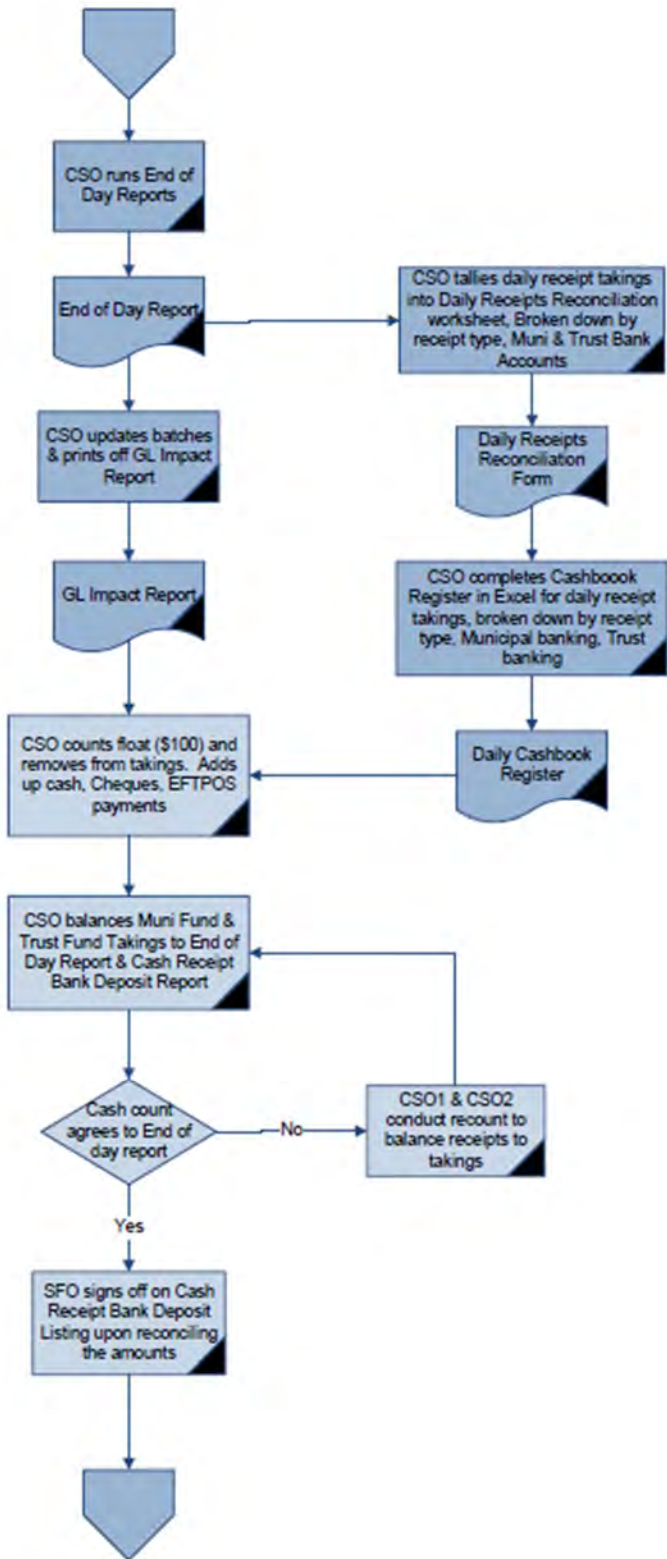 CSO runs End of
Day Reports
End of Day Report
CSO tallies daily receipt takings
into Daily Receipts Reconciliation
worksheet, Broken down by
receipt type, Muni & Trust Bank
Accounts
CSO updates batches
& prints off GL Impact
Report
Daily Receipts
Reconciliation
Form
GL Impact Report
CSO completes Cashboook
Register in Excel for daily receipt
takings, broken down by receipt
type, Municipal banking, Trust
banking
CSO counts float ($100) and
removes from takings. Adds
up cash, Cheques, EFTPOS
payments
Daily Cashbook
Register
CSO balances Muni Fund &
Trust Fund Takings to End of
Day Report & Cash Receipt
Bank Deposit Report
Cash count
agrees to End of
day report
No
CSO1 & CSO2
conduct recount to
balance receipts to
takings
Yes
SFO signs off on Cash
Receipt Bank Deposit
Listing upon reconciling
the amounts